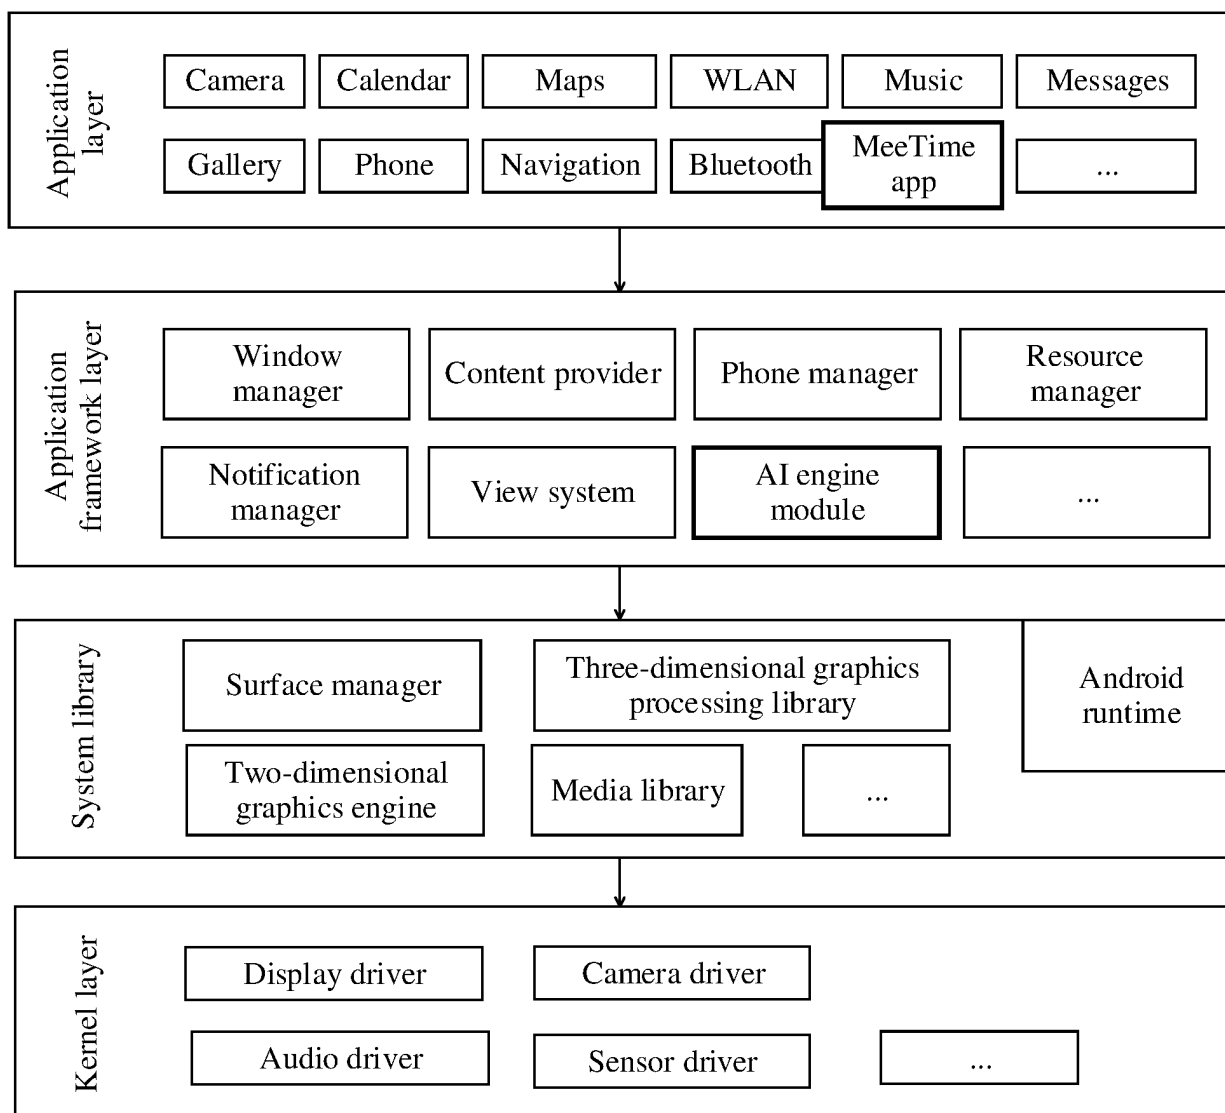 Application
layer
Camera
Calendar
Maps
WLAN
Music
Messages
Gallery
Phone
Navigation
Bluetooth
MeeTime
app
...
Application
framework layer
Window
manager
Content provider
Phone manager
Resource
manager
Notification
manager
View system
AI engine
module
...
System library
Surface manager
Three-dimensional graphics
processing library
Android
runtime
Two-dimensional
graphics engine
Media library
...
Kernel layer
Display driver
Camera driver
Audio driver
Sensor driver
...